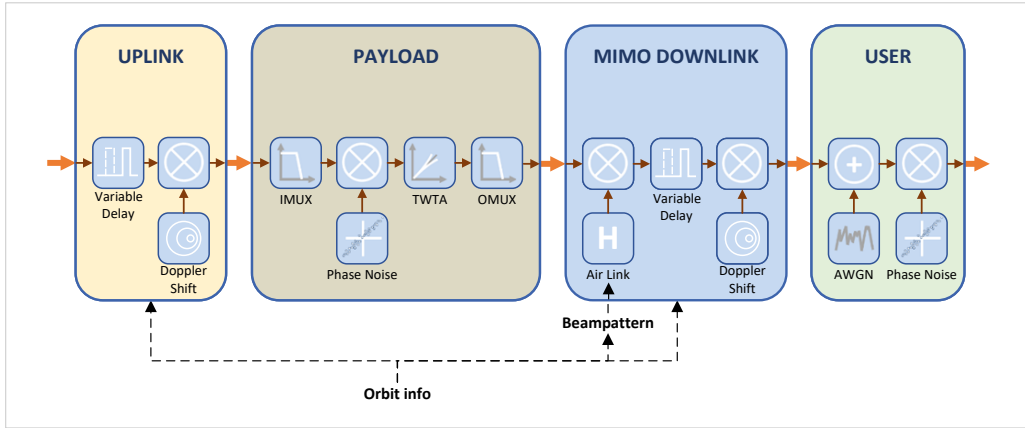 UPLINK
Variable
Delay
Doppler
Shift
PAYLOAD
IMUX
TWTA
OMUX
Phase Noise
MIMO DOWNLINK
H
Air Link
Variable
Delay
Doppler
Shift
USER
AWGN
Phase Noise
Beampattern
Orbit info